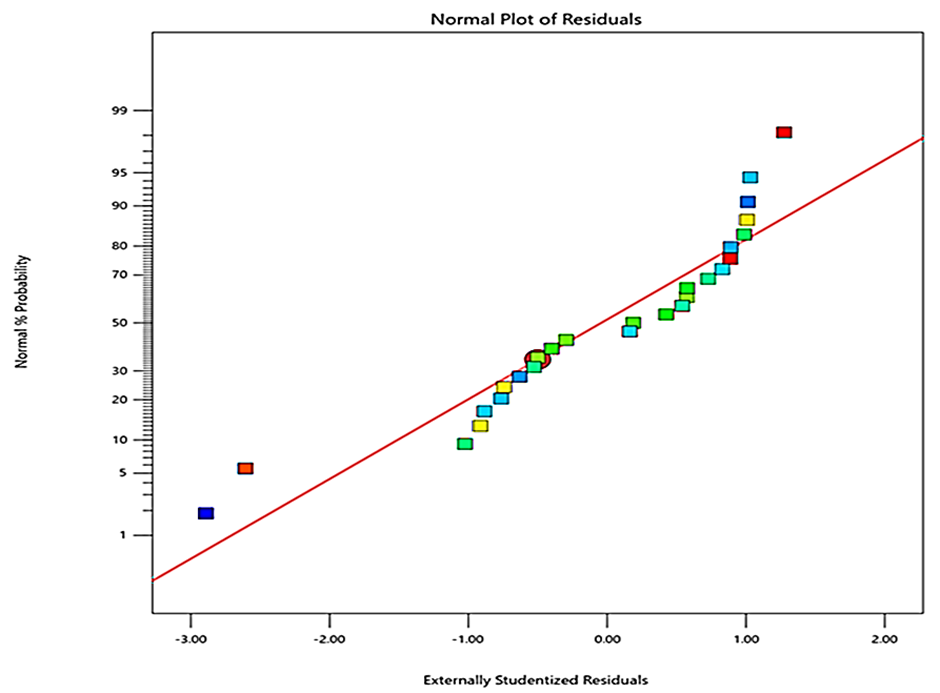 Normal Plot of Residuals
Normal % Probability
99
95
90
80
70
50
30
20
10
5
1
-3.00 -2.00 -1.00 0.00 1.00 2.00
Externally Studentized Residuals